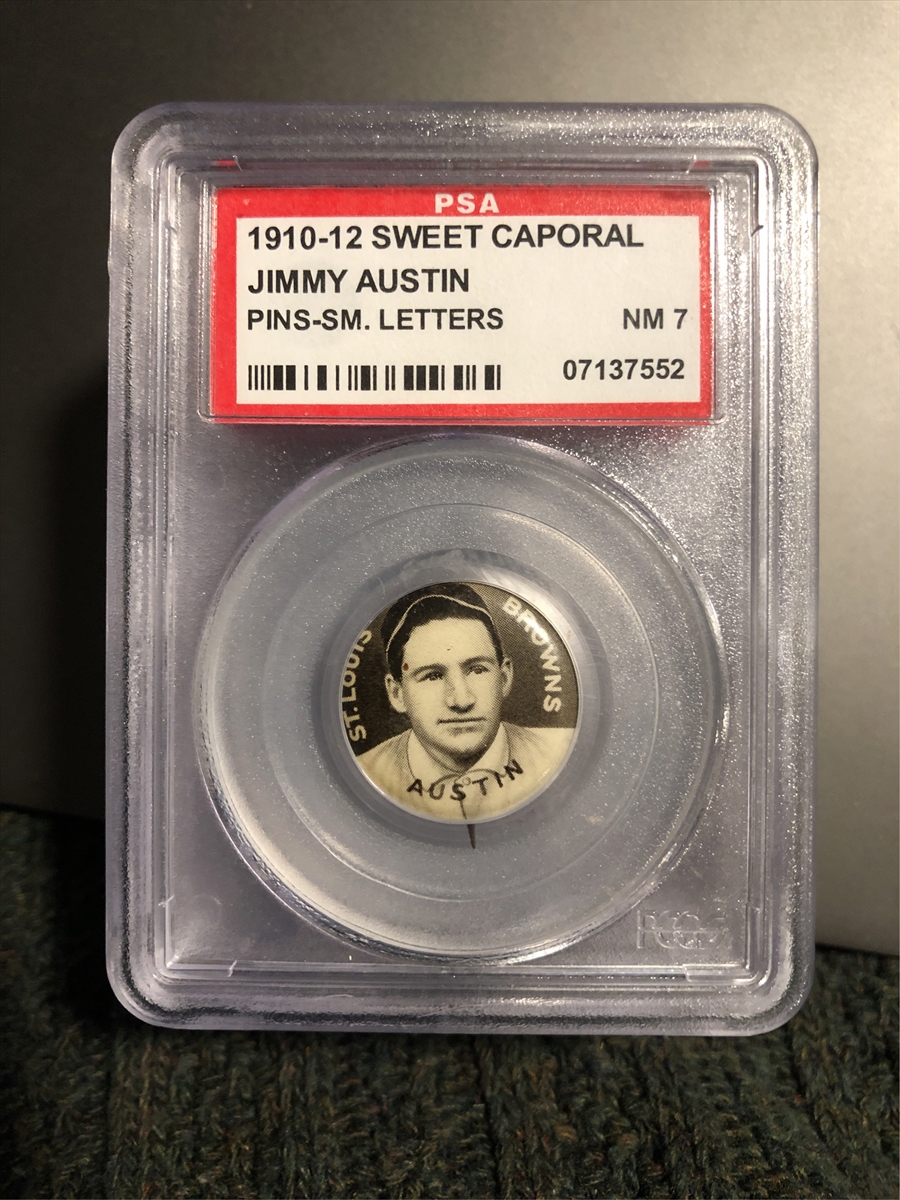 PSA
1910-12 SWEET CAPORAL
JIMMY AUSTIN
PINS-SM. LETTERS NM 7
07137552
ST. LOUIS BROWNS
AUSTIN